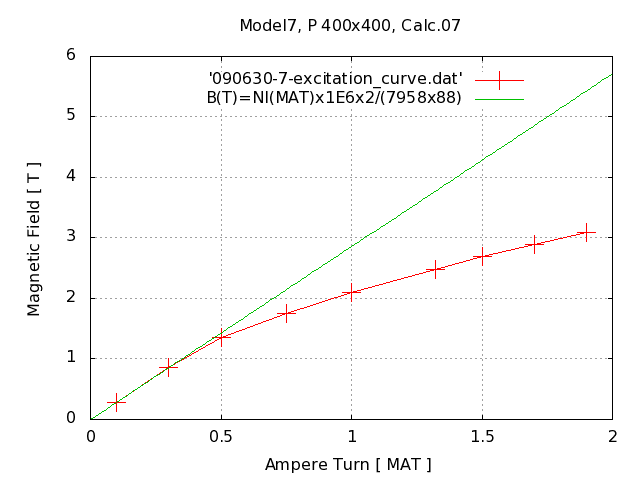 Model7, P 400x400, Calc.07
'090630-7-excitation_curve.dat'
B(T)=NI(MAT)x1E6x2/(7958x88)
6
5
4
3
2
1
0
Magnetic Field [ T ]
0 0.5 1 1.5 2
Ampere Turn [ MAT ]